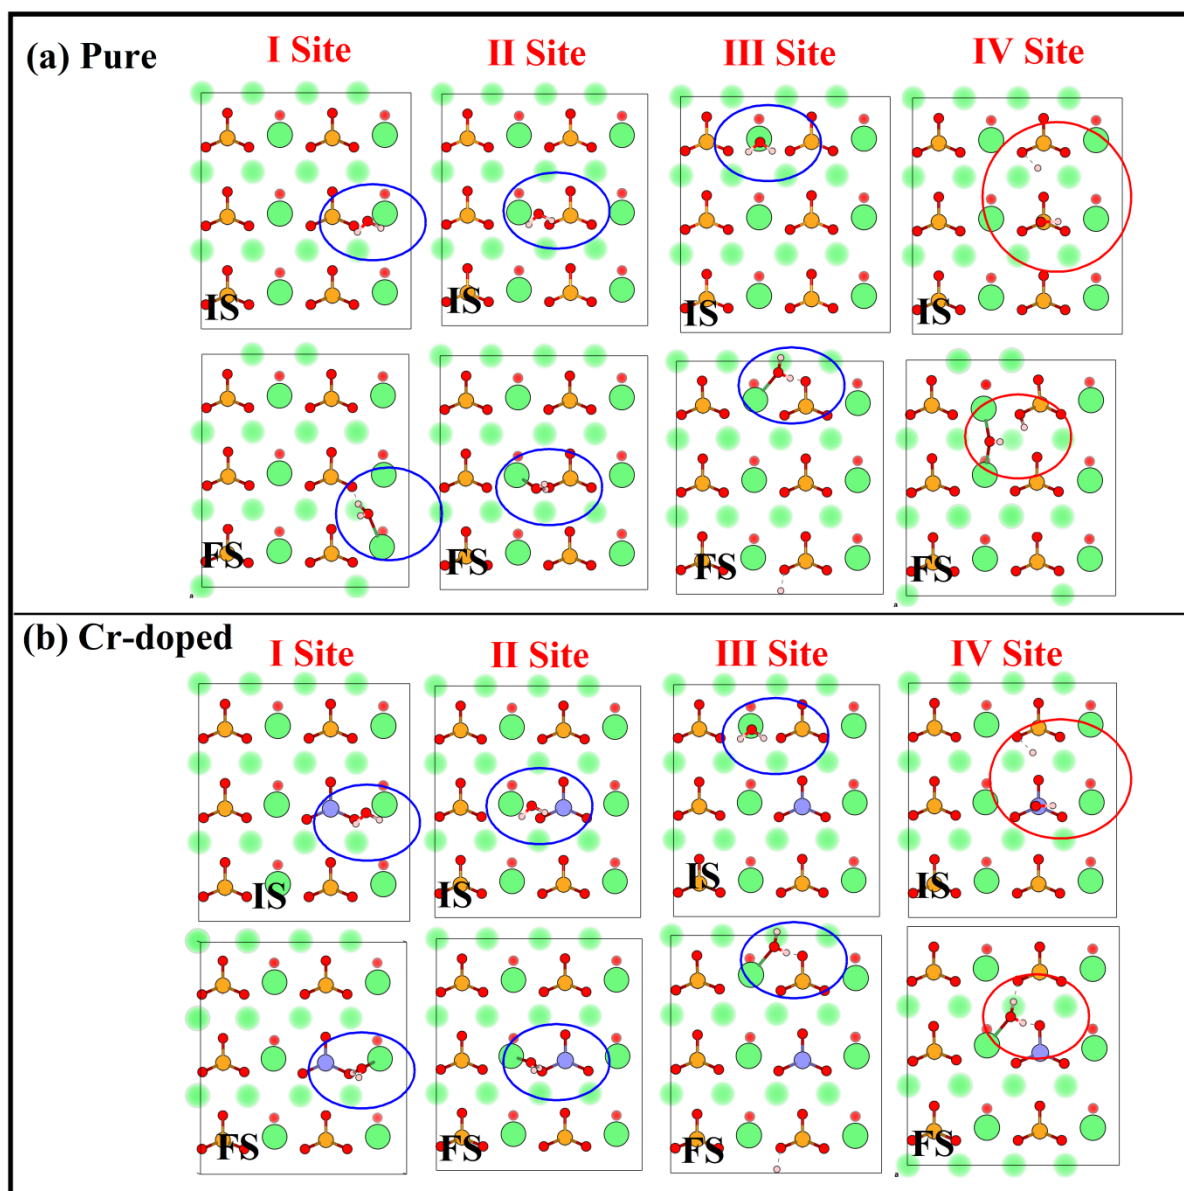 (a) Pure
I Site
II Site
III Site
IV Site
IS
IS
IS
IS
FS
FS
FS
FS
a
a
(b) Cr-doped
I Site
II Site
III Site
IV Site
IS
IS
IS
IS
FS
FS
FS
FS
a